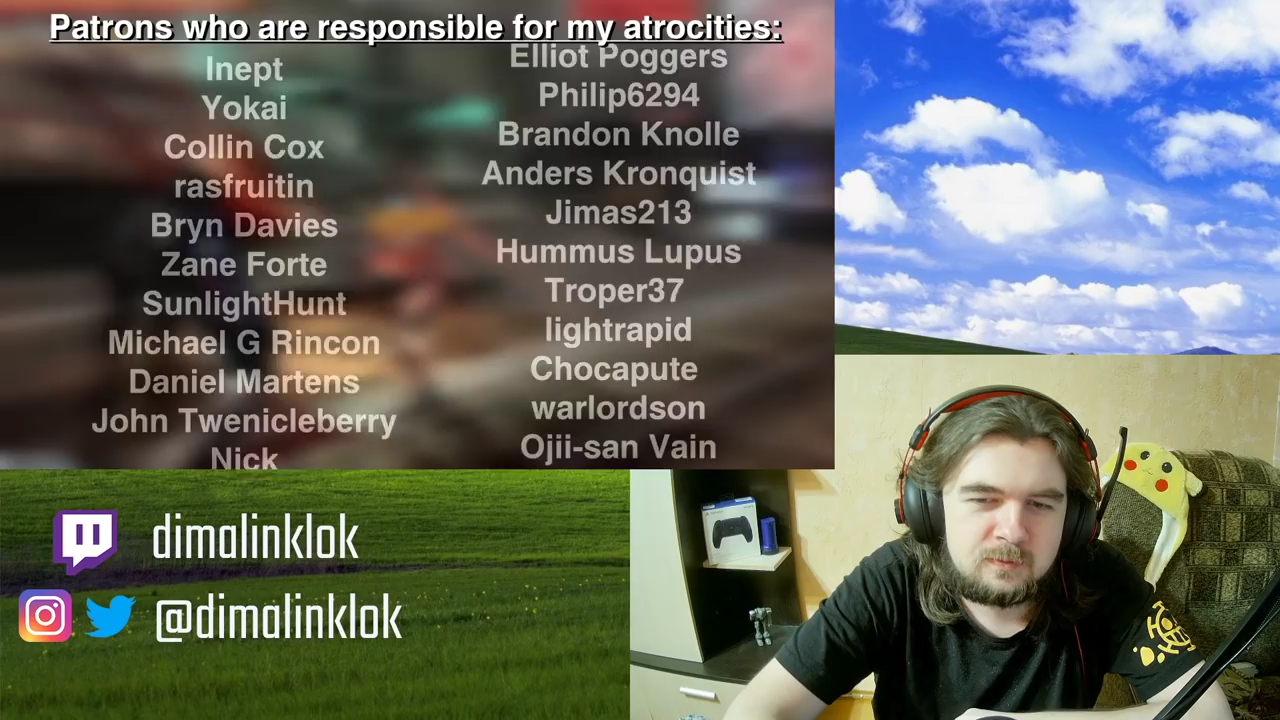 Patrons who are responsible for my atrocities:
Inept
Yokai
Collin Cox
rasfruitin
Bryn Davies
Zane Forte
SunlightHunt
Michael G Rincon
Daniel Martens
John Twenicleberry
Nick
Elliot Poggers
Philip6294
Brandon Knolle
Anders Kronquist
Jimas213
Hummus Lupus
Troper37
lightrapid
Chocapute
warlordson
Ojii-san Vain
dimalinklok
@dimalinklok